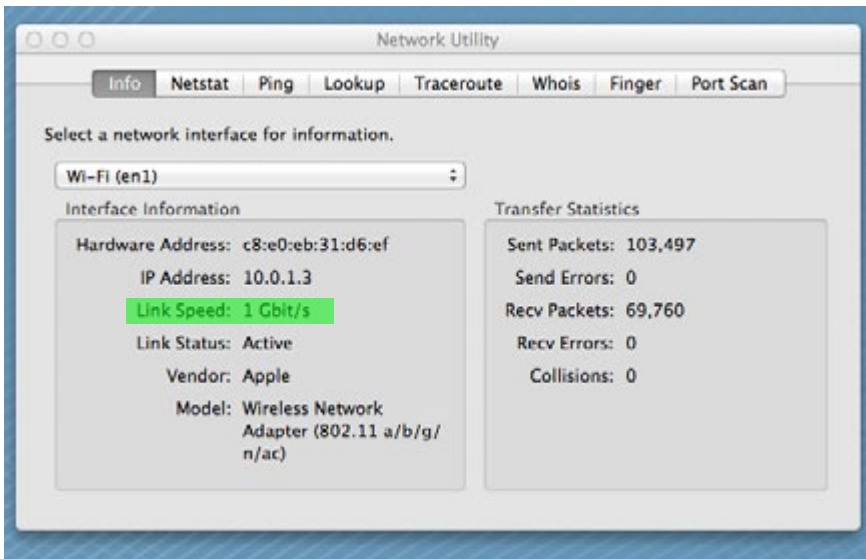 Network Utility
Info Netstat Ping Lookup Traceroute Whois Finger Port Scan
Select a network interface for information.
Wi-Fi (en1)
Interface Information
Hardware Address: c8:e0:eb:31:d6:ef
IP Address: 10.0.1.3
Link Speed: 1 Gbit/s
Link Status: Active
Vendor: Apple
Model: Wireless Network
Adapter (802.11 a/b/g/
n/ac)
Transfer Statistics
Sent Packets: 103,497
Send Errors: 0
Recv Packets: 69,760
Recv Errors: 0
Collisions: 0